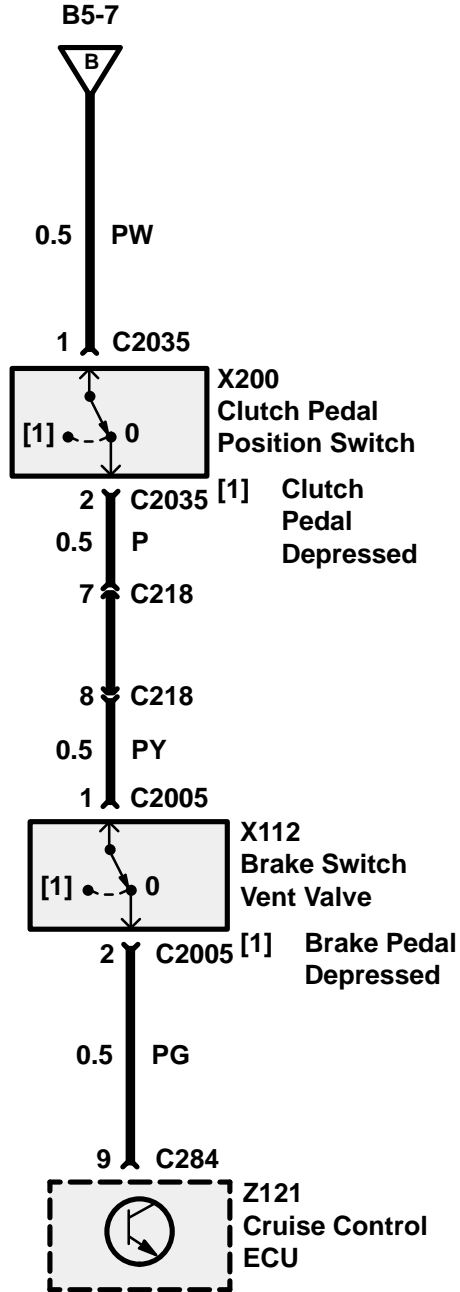 B5-7
B
0.5 PW
1 C2035
X200
Clutch Pedal
Position Switch
[1] 0
[1] Clutch
Pedal
Depressed
2 C2035
0.5 P
7 C218
8 C218
0.5 PY
1 C2005
X112
Brake Switch
Vent Valve
[1] 0
[1] Brake Pedal
Depressed
2 C2005
0.5 PG
9 C284
Z121
Cruise Control
ECU